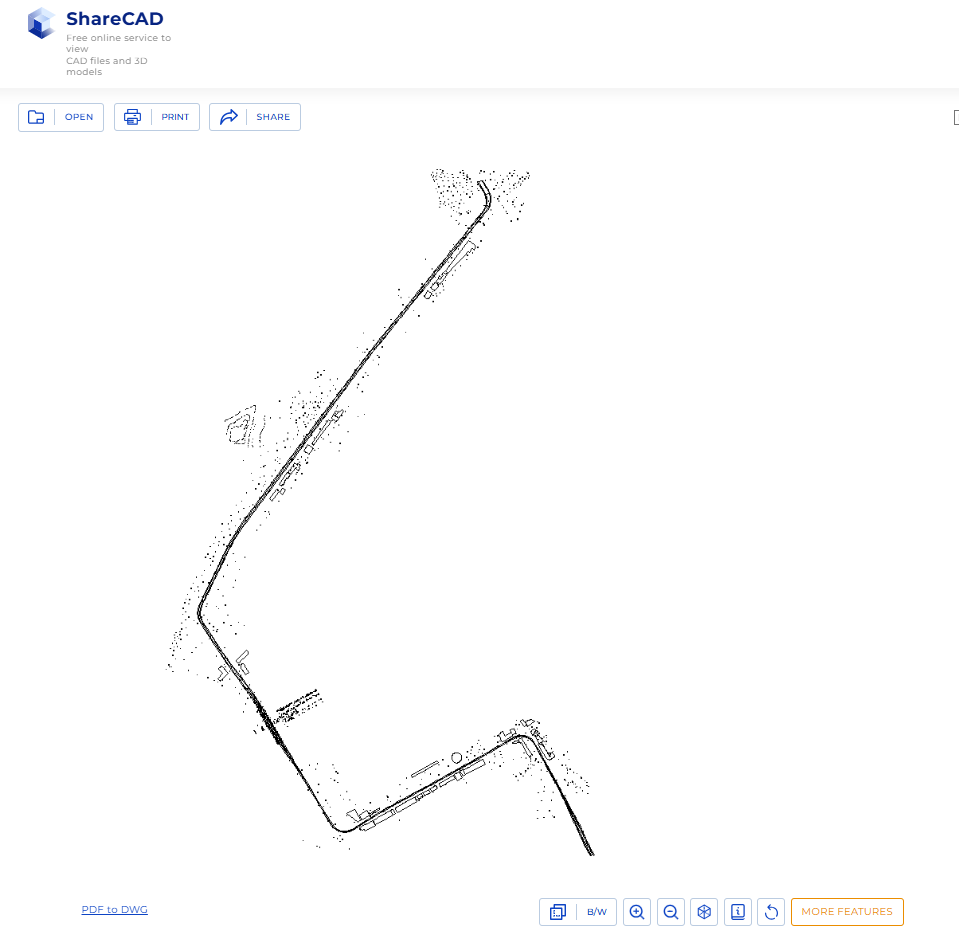 ShareCAD
Free online service to
view
CAD files and 3D
models
OPEN
PRINT
SHARE
PDF to DWG
B/W
MORE FEATURES